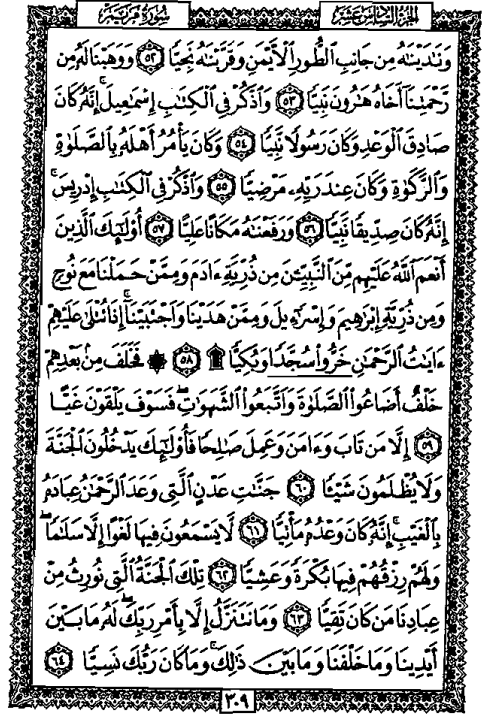 الجزء السادس عشر
سورة مريم
وَنَٰدَيْنَٰهُ مِن جَانِبِ ٱلطُّورِ ٱلْأَيْمَنِ وَقَرَّبْنَٰهُ نَجِيًّا ٥٢ وَوَهَبْنَا لَهُۥ مِن
رَّحْمَتِنَآ أَخَاهُ هَٰرُونَ نَبِيًّا ٥٣ وَٱذْكُرْ فِى ٱلْكِتَٰبِ إِسْمَٰعِيلَ ۚ إِنَّهُۥ كَانَ
صَادِقَ ٱلْوَعْدِ وَكَانَ رَسُولًا نَّبِيًّا ٥٤ وَكَانَ يَأْمُرُ أَهْلَهُۥ بِٱلصَّلَوٰةِ
وَٱلزَّكَوٰةِ وَكَانَ عِندَ رَبِّهِۦ مَرْضِيًّا ٥٥ وَٱذْكُرْ فِى ٱلْكِتَٰبِ إِدْرِيسَ ۚ
إِنَّهُۥ كَانَ صِدِّيقًا نَّبِيًّا ٥٦ وَرَفَعْنَٰهُ مَكَانًا عَلِيًّا ٥٧ أُو۟لَٰٓئِكَ ٱلَّذِينَ
أَنْعَمَ ٱللَّهُ عَلَيْهِم مِّنَ ٱلنَّبِيِّۦنَ مِن ذُرِّيَّةِ ءَادَمَ وَمِمَّنْ حَمَلْنَا مَعَ نُوحٍ
وَمِن ذُرِّيَّةِ إِبْرَٰهِيمَ وَإِسْرَٰٓءِيلَ وَمِمَّنْ هَدَيْنَا وَٱجْتَبَيْنَآ ۚ إِذَا تُتْلَىٰ عَلَيْهِمْ
ءَايَٰتُ ٱلرَّحْمَٰنِ خَرُّوا۟ سُجَّدًا وَبُكِيًّا ۩ ٥٨ ۞ فَخَلَفَ مِنۢ بَعْدِهِمْ
خَلْفٌ أَضَاعُوا۟ ٱلصَّلَوٰةَ وَٱتَّبَعُوا۟ ٱلشَّهَوَٰتِ ۖ فَسَوْفَ يَلْقَوْنَ غَيًّا
٥٩ إِلَّا مَن تَابَ وَءَامَنَ وَعَمِلَ صَٰلِحًا فَأُو۟لَٰٓئِكَ يَدْخُلُونَ ٱلْجَنَّةَ
وَلَا يُظْلَمُونَ شَيْـًٔا ٦٠ جَنَّٰتِ عَدْنٍ ٱلَّتِى وَعَدَ ٱلرَّحْمَٰنُ عِبَادَهُۥ
بِٱلْغَيْبِ ۚ إِنَّهُۥ كَانَ وَعْدُهُۥ مَأْتِيًّا ٦١ لَّا يَسْمَعُونَ فِيهَا لَغْوًا إِلَّا سَلَٰمًا ۖ
وَلَهُمْ رِزْقُهُمْ فِيهَا بُكْرَةً وَعَشِيًّا ٦٢ تِلْكَ ٱلْجَنَّةُ ٱلَّتِى نُورِثُ مِنْ
عِبَادِنَا مَن كَانَ تَقِيًّا ٦٣ وَمَا نَتَنَزَّلُ إِلَّا بِأَمْرِ رَبِّكَ ۖ لَهُۥ مَا بَيْنَ
أَيْدِينَا وَمَا خَلْفَنَا وَمَا بَيْنَ ذَٰلِكَ ۚ وَمَا كَانَ رَبُّكَ نَسِيًّا ٦٤
٣٠٩